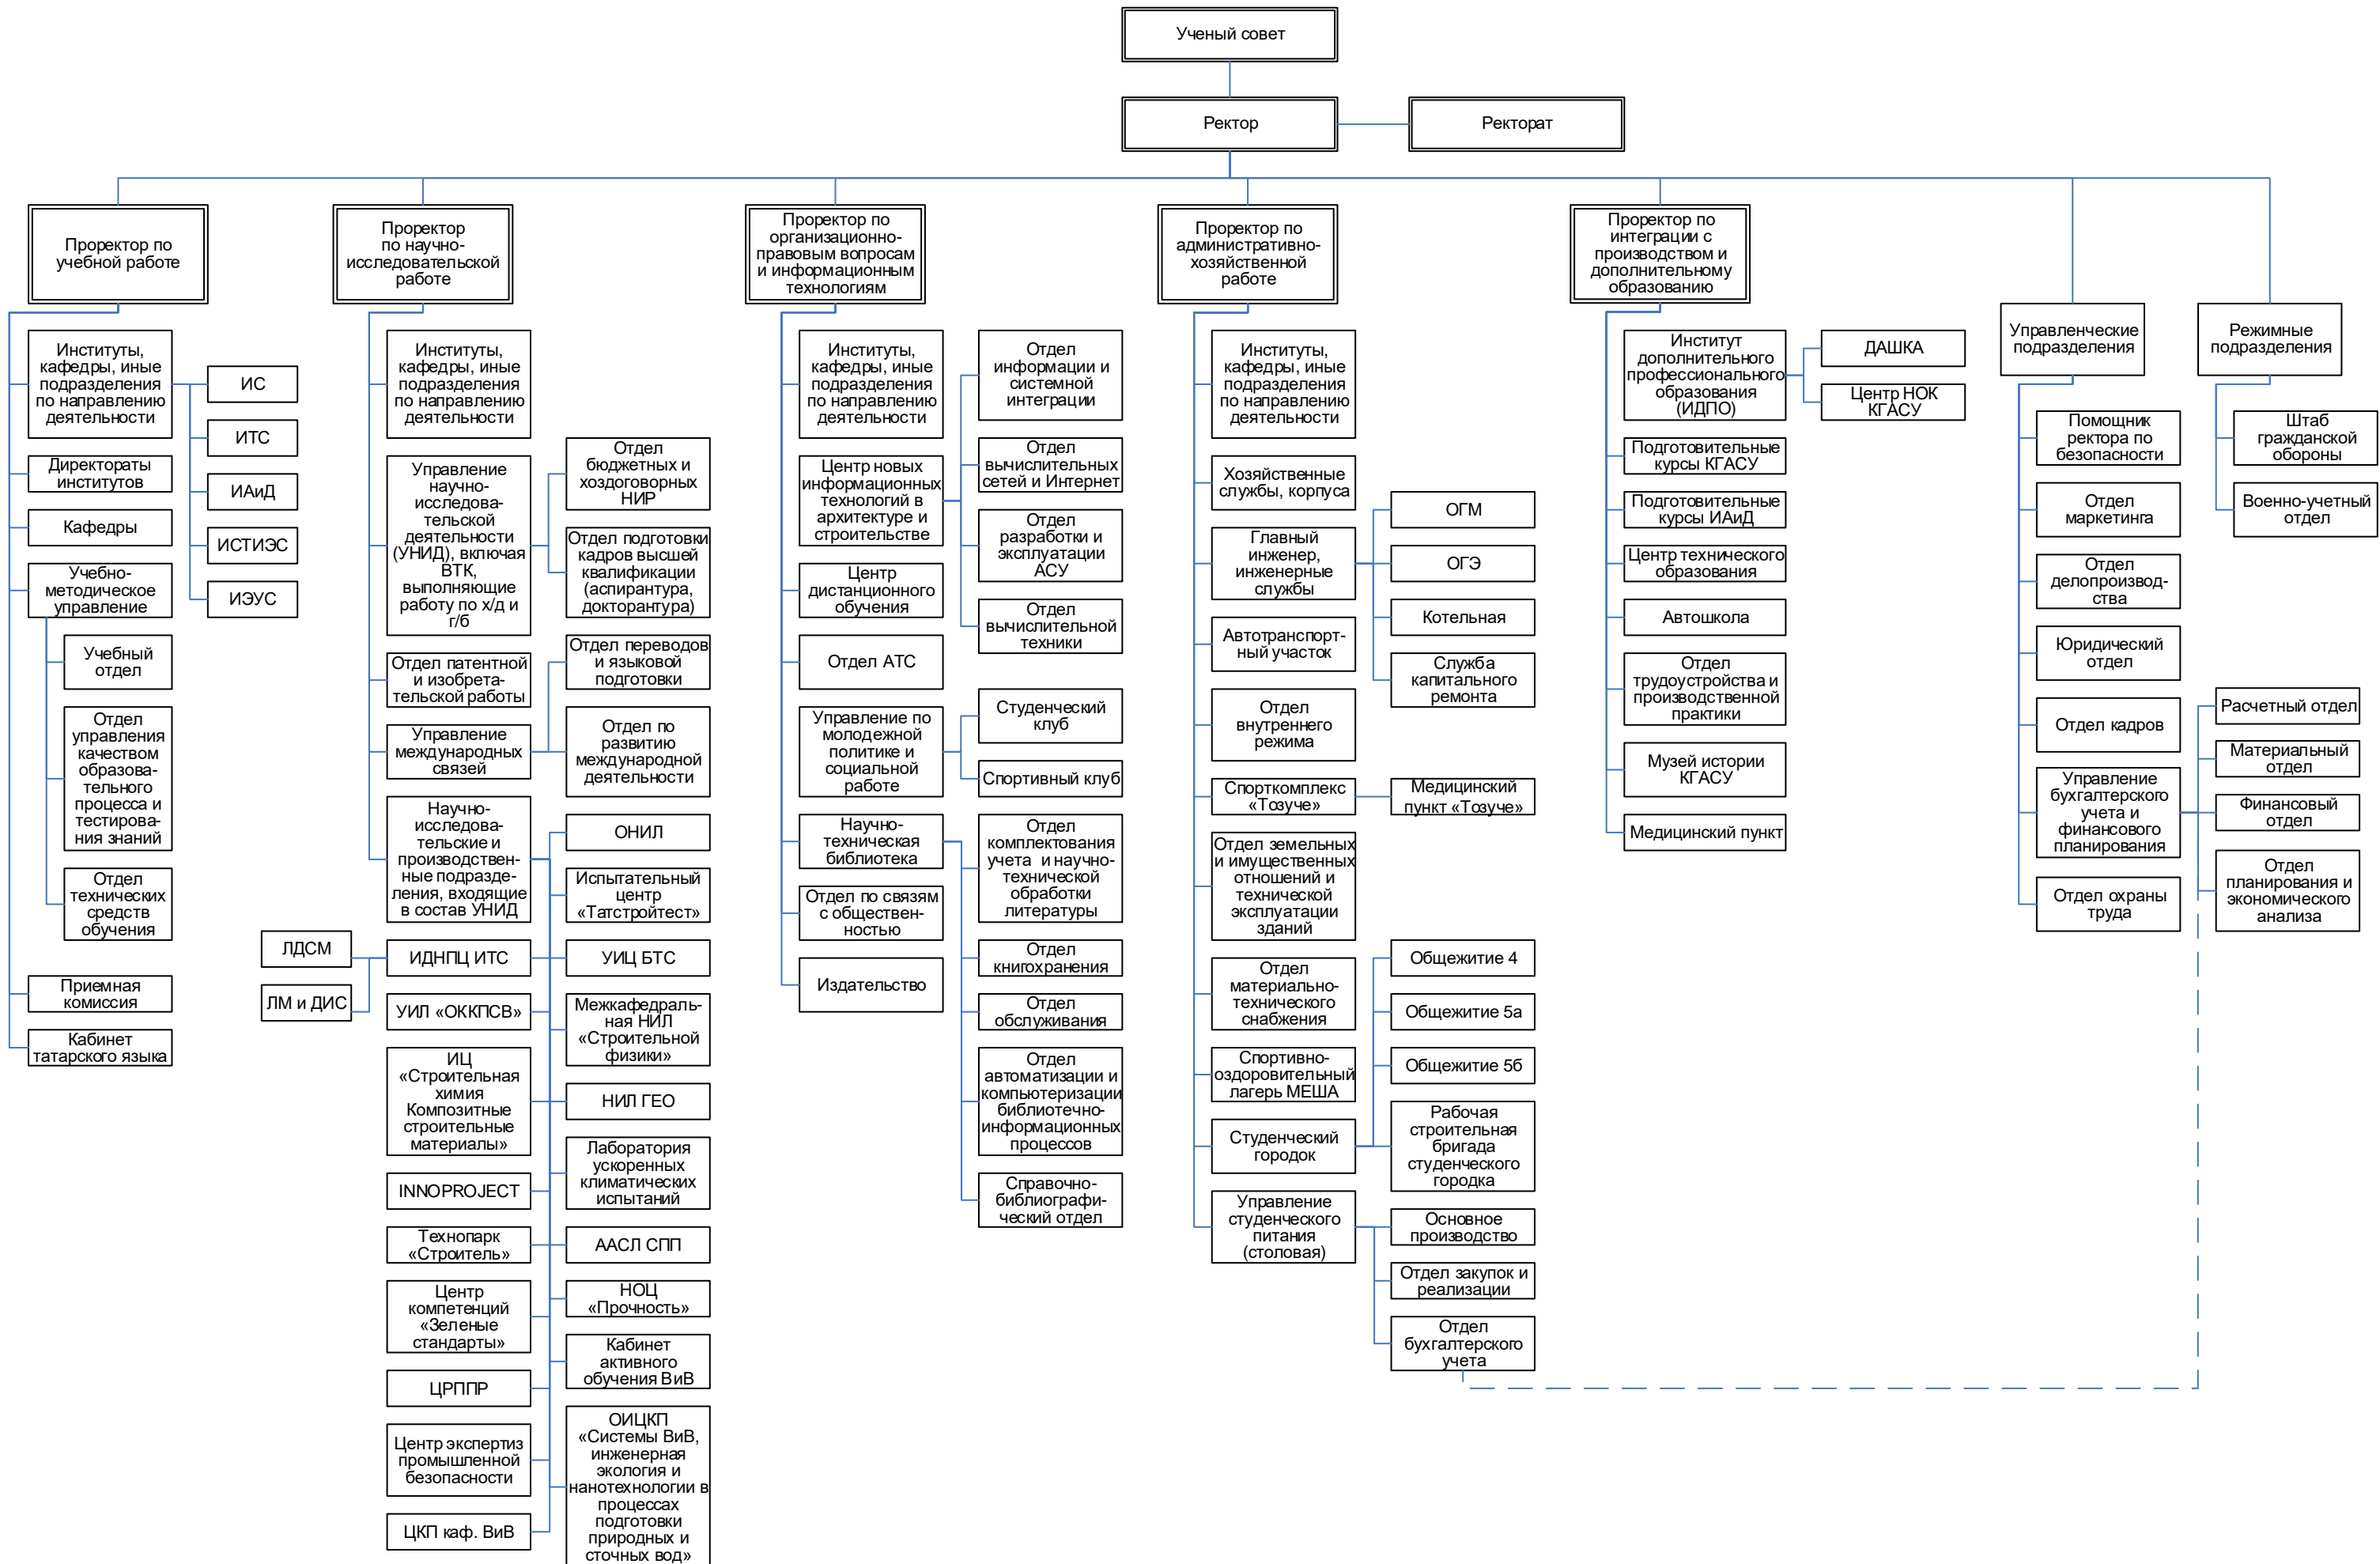 Ученый совет
Ректор
Ректорат
Проректор по
учебной работе
Проректор
по научно-
исследовательской
работе
Проректор по
организационно-
правовым вопросам
и информационным
технологиям
Проректор по
административно-
хозяйственной
работе
Проректор по
интеграции с
производством и
дополнительному
образованию
Управленческие
подразделения
Режимные
подразделения
Институты,
кафедры, иные
подразделения
по направлению
деятельности
ИС
ИТС
ИАиД
ИСТИЭС
ИЭУС
Директораты
институтов
Кафедры
Учебно-
методическое
управление
Учебный
отдел
Отдел
управления
качеством
образова-
тельного
процесса и
тестирова-
ния знаний
Отдел
технических
средств
обучения
Приемная
комиссия
Кабинет
татарского языка
Институты,
кафедры, иные
подразделения
по направлению
деятельности
Управление
научно-
исследова-
тельской
деятельности
(УНИД), включая
ВТК,
выполняющие
работу по х/д и
г/б
Отдел
бюджетных и
хоздоговорных
НИР
Отдел подготовки
кадров высшей
квалификации
(аспирантура,
докторантура)
Отдел патентной
и изобрета-
тельской работы
Управление
международных
связей
Отдел переводов
и языковой
подготовки
Отдел по
развитию
международной
деятельности
Научно-
исследова-
тельские и
производствен-
ные подразде-
ления, входящие
в состав УНИД
ОНИЛ
Испытательный
центр
«Татстройтест»
ЛДСМ
ЛМ и ДИС
ИДНПЦ ИТС
УИЦ БТС
УИЛ «ОККПСВ»
Межкафедраль-
ная НИЛ
«Строительной
физики»
ИЦ
«Строительная
химия
Композитные
строительные
материалы»
НИЛ ГЕО
INNOPROJECT
Лаборатория
ускоренных
климатических
испытаний
Технопарк
«Строитель»
ААСЛ СПП
Центр
компетенций
«Зеленые
стандарты»
НОЦ
«Прочность»
Кабинет
активного
обучения ВиВ
ЦРППР
Центр экспертиз
промышленной
безопасности
ОИЦКП
«Системы ВиВ,
инженерная
экология и
нанотехнологии в
процессах
подготовки
природных и
сточных вод»
ЦКП каф. ВиВ
Институты,
кафедры, иные
подразделения
по направлению
деятельности
Центр новых
информационных
технологий в
архитектуре и
строительстве
Отдел
информации и
системной
интеграции
Отдел
вычислительных
сетей и Интернет
Отдел
разработки и
эксплуатации
АСУ
Отдел
вычислительной
техники
Центр
дистанционного
обучения
Отдел АТС
Управление по
молодежной
политике и
социальной
работе
Студенческий
клуб
Спортивный клуб
Научно-
техническая
библиотека
Отдел
комплектования
учета и научно-
технической
обработки
литературы
Отдел
книгохранения
Отдел
обслуживания
Отдел
автоматизации и
компьютеризации
библиотечно-
информационных
процессов
Справочно-
библиографи-
ческий отдел
Отдел по связям
с обществен-
ностью
Издательство
Институты,
кафедры, иные
подразделения
по направлению
деятельности
Хозяйственные
службы, корпуса
Главный
инженер,
инженерные
службы
ОГМ
ОГЭ
Котельная
Служба
капитального
ремонта
Автотранспорт-
ный участок
Отдел
внутреннего
режима
Спорткомплекс
«Тозуче»
Медицинский
пункт «Тозуче»
Отдел земельных
и имущественных
отношений и
технической
эксплуатации
зданий
Отдел
материально-
технического
снабжения
Спортивно-
оздоровительный
лагерь МЕША
Студенческий
городок
Общежитие 4
Общежитие 5а
Общежитие 5б
Рабочая
строительная
бригада
студенческого
городка
Управление
студенческого
питания
(столовая)
Основное
производство
Отдел закупок и
реализации
Отдел
бухгалтерского
учета
Институт
дополнительного
профессионального
образования
(ИДПО)
ДАШКА
Центр НОК
КГАСУ
Подготовительные
курсы КГАСУ
Подготовительные
курсы ИАиД
Центр технического
образования
Автошкола
Отдел
трудоустройства и
производственной
практики
Музей истории
КГАСУ
Медицинский пункт
Помощник
ректора по
безопасности
Отдел
маркетинга
Отдел
делопроизвод-
ства
Юридический
отдел
Отдел кадров
Управление
бухгалтерского
учета и
финансового
планирования
Отдел охраны
труда
Расчетный отдел
Материальный
отдел
Финансовый
отдел
Отдел
планирования и
экономического
анализа
Штаб
гражданской
обороны
Военно-учетный
отдел